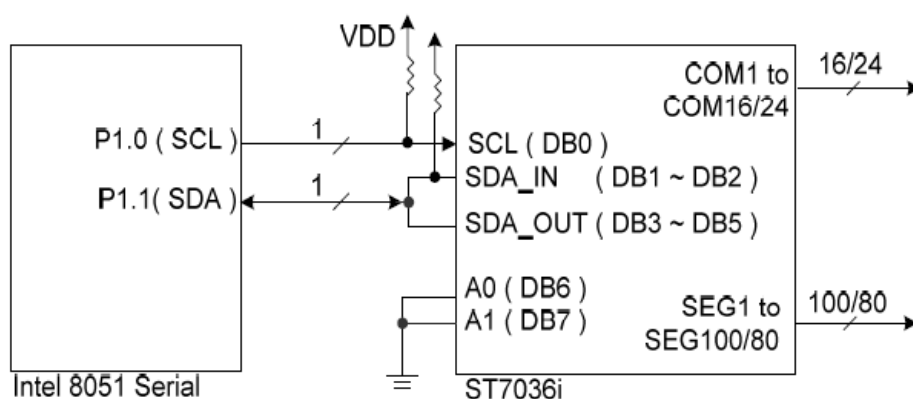 VDD
COM1 to
COM16/24
16/24
P1.0 ( SCL )
1
SCL ( DB0 )
P1.1( SDA )
1
SDA_IN ( DB1 ~ DB2 )
SDA_OUT ( DB3 ~ DB5 )
A0 ( DB6 )
A1 ( DB7 )
SEG1 to
SEG100/80
100/80
Intel 8051 Serial
ST7036i